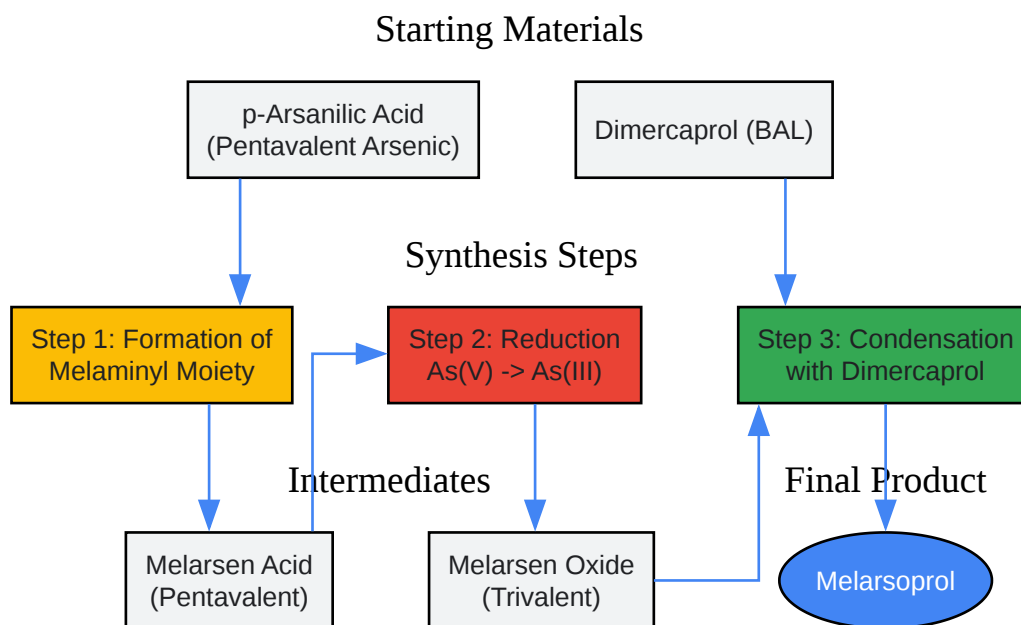 Starting Materials
p-Arsanilic Acid
(Pentavalent Arsenic)
Dimercaprol (BAL)
Synthesis Steps
Step 1: Formation of
Melaminyl Moiety
Step 2: Reduction
As(V) -> As(III)
Step 3: Condensation
with Dimercaprol
Intermediates
Final Product
Melarsen Acid
(Pentavalent)
Melarsen Oxide
(Trivalent)
Melarsoprol